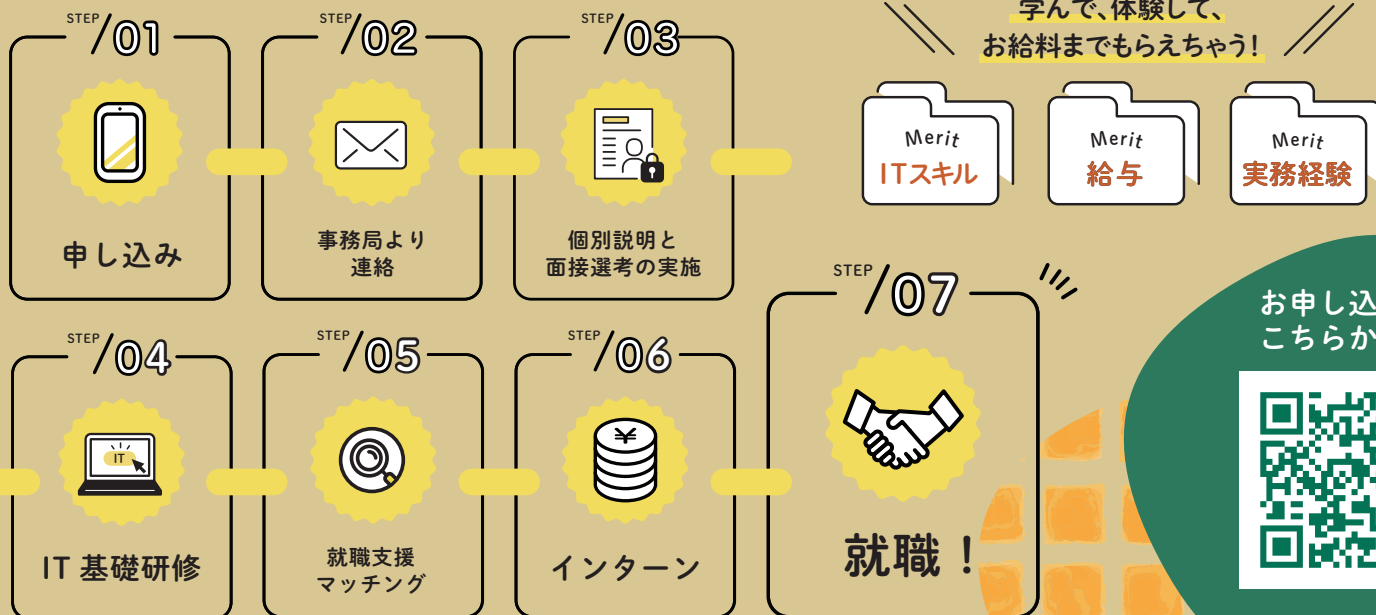 STEP
/01
申し込み
STEP
/02
事務局より
連絡
STEP
/03
個別説明と
面接選考の実施
STEP
/04
IT
IT 基礎研修
STEP
/05
就職支援
マッチング
STEP
/06
¥
インターン
STEP
/07
就職！
学んで、体験して、
お給料までもらえちゃう！
Merit
ITスキル
Merit
給与
Merit
実務経験
お申し込
こちらか